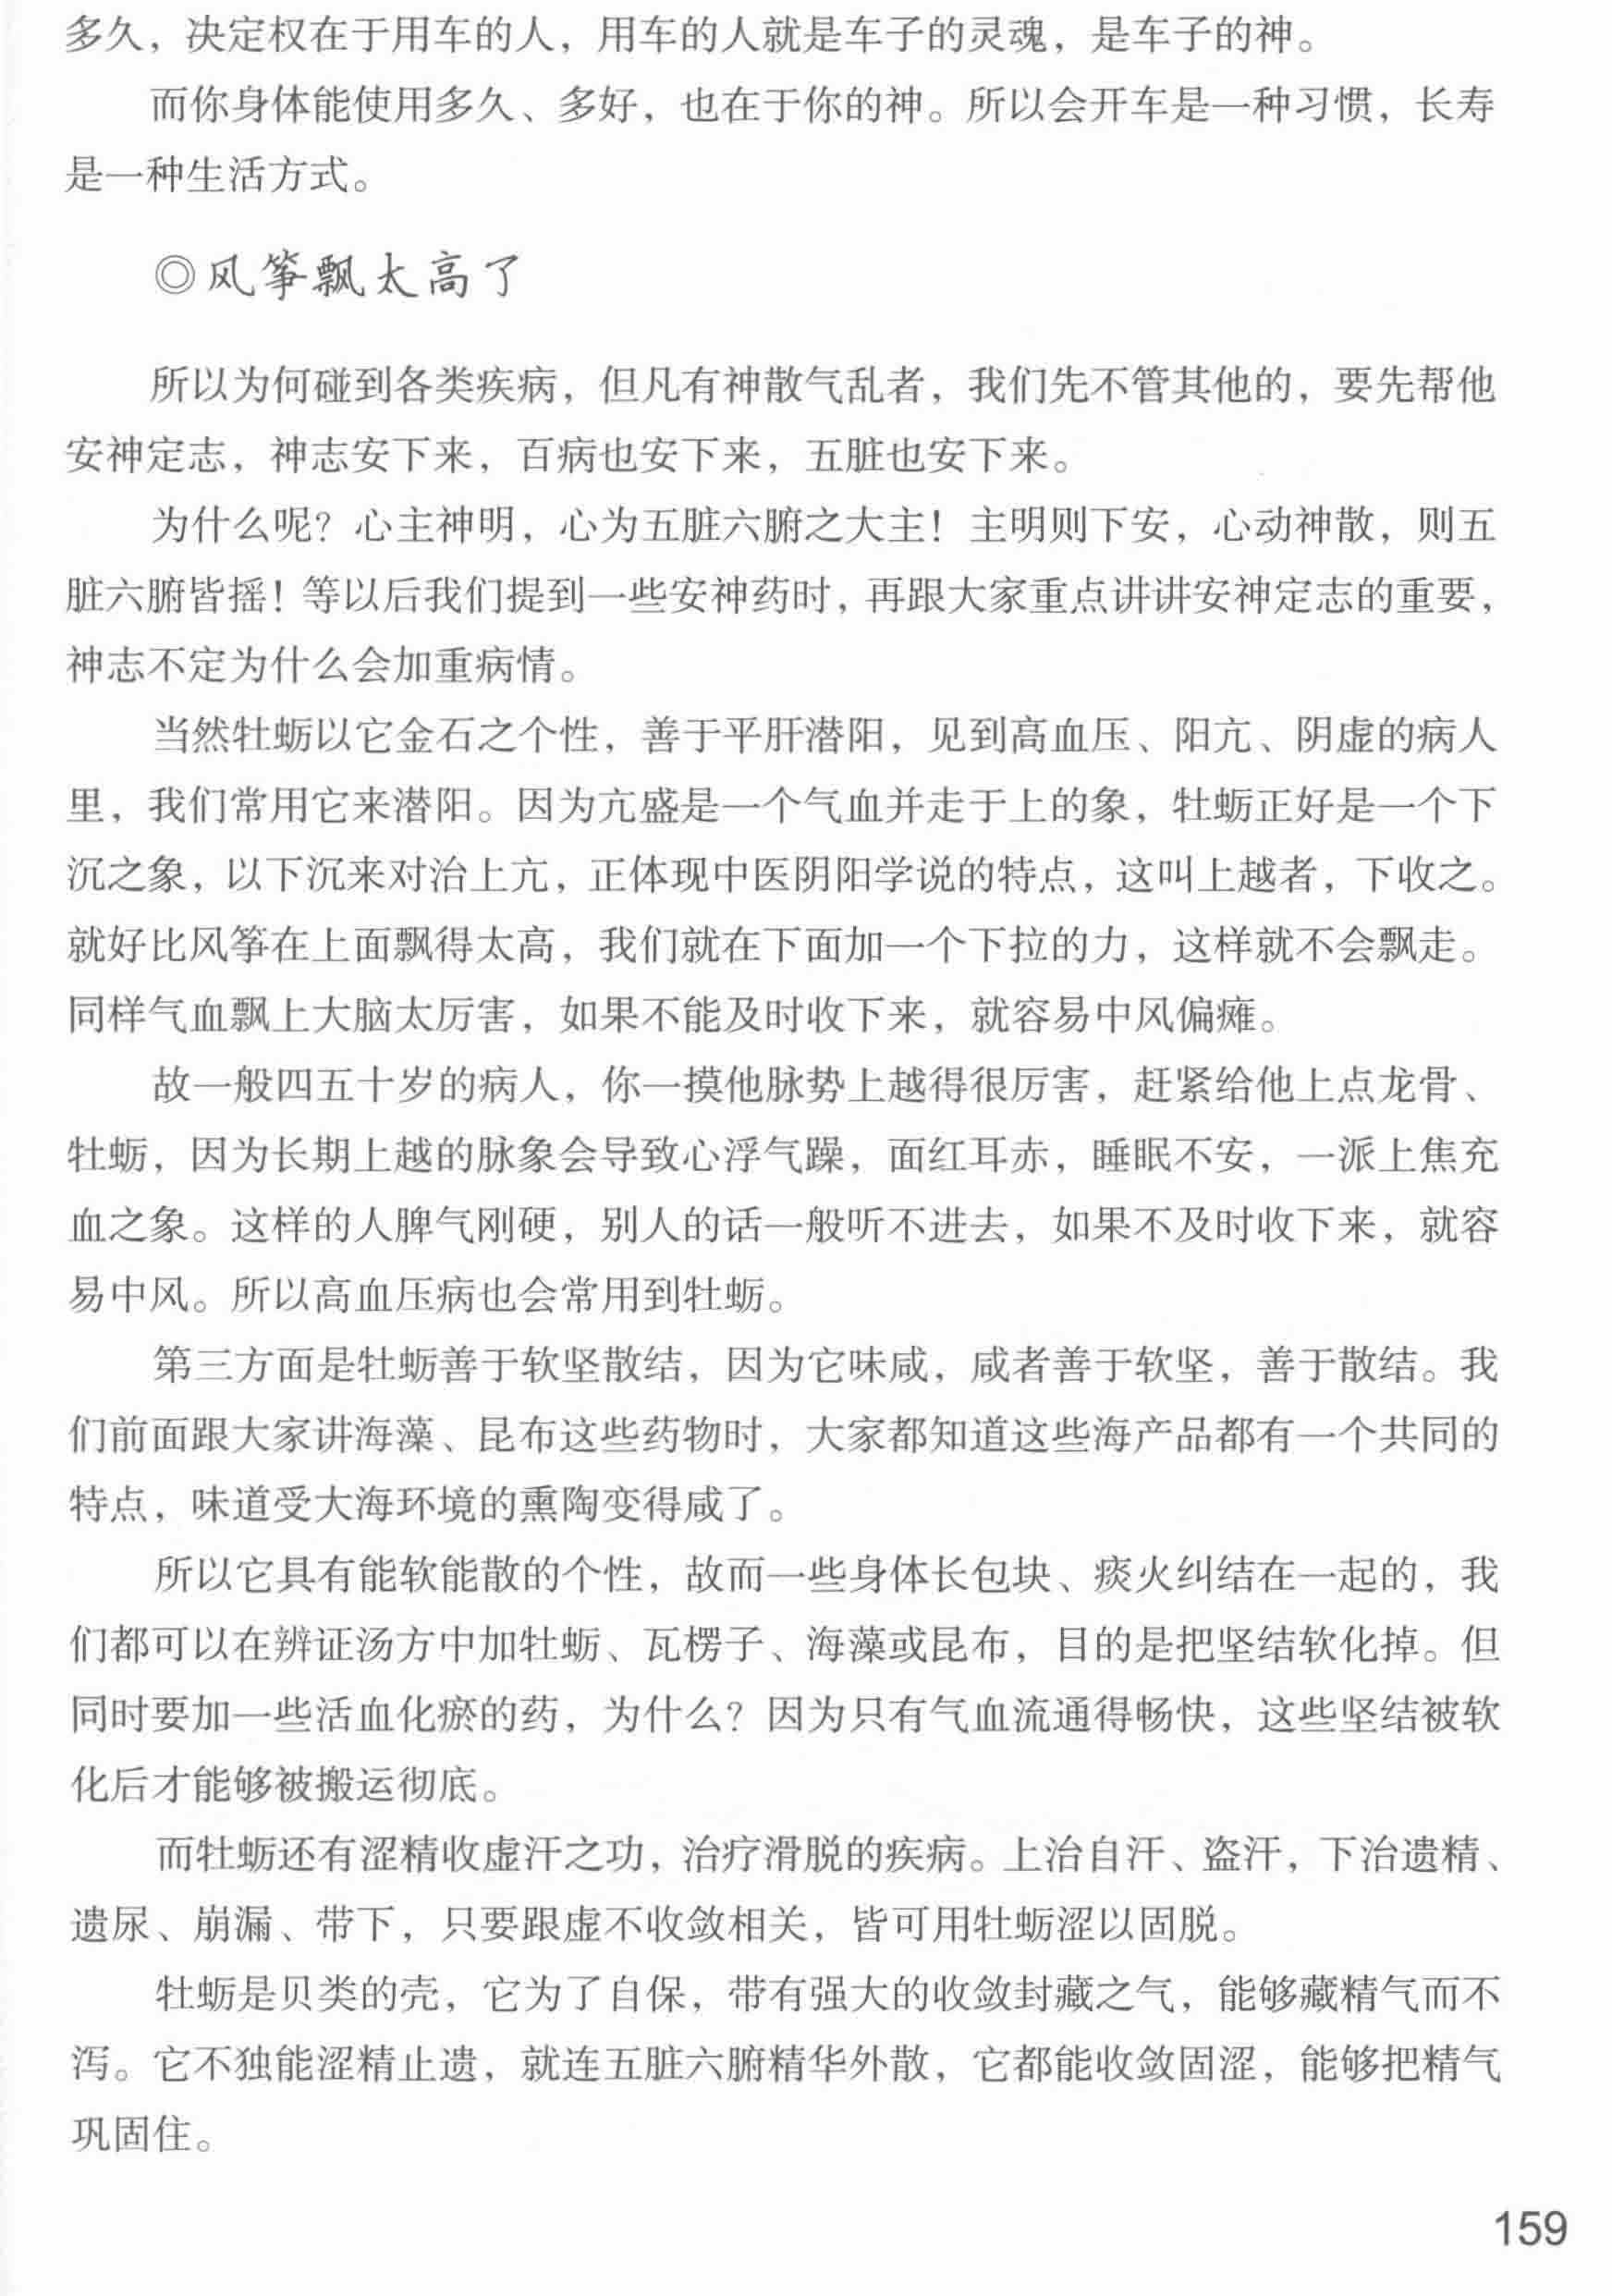 多久，决定权在于用车的人，用车的人就是车子的灵魂，是车子的神。
而你身体能使用多久、多好，也在于你的神。所以会开车是一种习惯，长寿
是一种生活方式。
◎风筝飘太高了
所以为何碰到各类疾病，但凡有神散气乱者，我们先不管其他的，要先帮他
安神定志，神志安下来，百病也安下来，五脏也安下来。
为什么呢？心主神明，心为五脏六腑之大主！主明则下安，心动神散，则五
脏六腑皆摇！等以后我们提到一些安神药时，再跟大家重点讲讲安神定志的重要，
神志不定为什么会加重病情。
当然牡蛎以它金石之个性，善于平肝潜阳，见到高血压、阳亢、阴虚的病人
里，我们常用它来潜阳。因为亢盛是一个气血并走于上的象，牡蛎正好是一个下
沉之象，以下沉来对治上亢，正体现中医阴阳学说的特点，这叫上越者，下收之。
就好比风筝在上面飘得太高，我们就在下面加一个下拉的力，这样就不会飘走。
同样气血飘上大脑太厉害，如果不能及时收下来，就容易中风偏瘫。
故一般四五十岁的病人，你一摸他脉势上越得很厉害，赶紧给他上点龙骨、
牡蛎，因为长期上越的脉象会导致心浮气躁，面红耳赤，睡眠不安，一派上焦充
血之象。这样的人脾气刚硬，别人的话一般听不进去，如果不及时收下来，就容
易中风。所以高血压病也会常用到牡蛎。
第三方面是牡蛎善于软坚散结，因为它味咸，咸者善于软坚，善于散结。我
们前面跟大家讲海藻、昆布这些药物时，大家都知道这些海产品都有一个共同的
特点，味道受大海环境的熏陶变得咸了。
所以它具有能软能散的个性，故而一些身体长包块、痰火纠结在一起的，我
们都可以在辨证汤方中加牡蛎、瓦楞子、海藻或昆布，目的是把坚结软化掉。但
同时要加一些活血化瘀的药，为什么？因为只有气血流通得畅快，这些坚结被软
化后才能够被搬运彻底。
而牡蛎还有涩精收虚汗之功，治疗滑脱的疾病。上治自汗、盗汗，下治遗精、
遗尿、崩漏、带下，只要跟虚不收敛相关，皆可用牡蛎涩以固脱。
牡蛎是贝类的壳，它为了自保，带有强大的收敛封藏之气，能够藏精气而不
泻。它不独能涩精止遗，就连五脏六腑精华外散，它都能收敛固涩，能够把精气
巩固住。
159